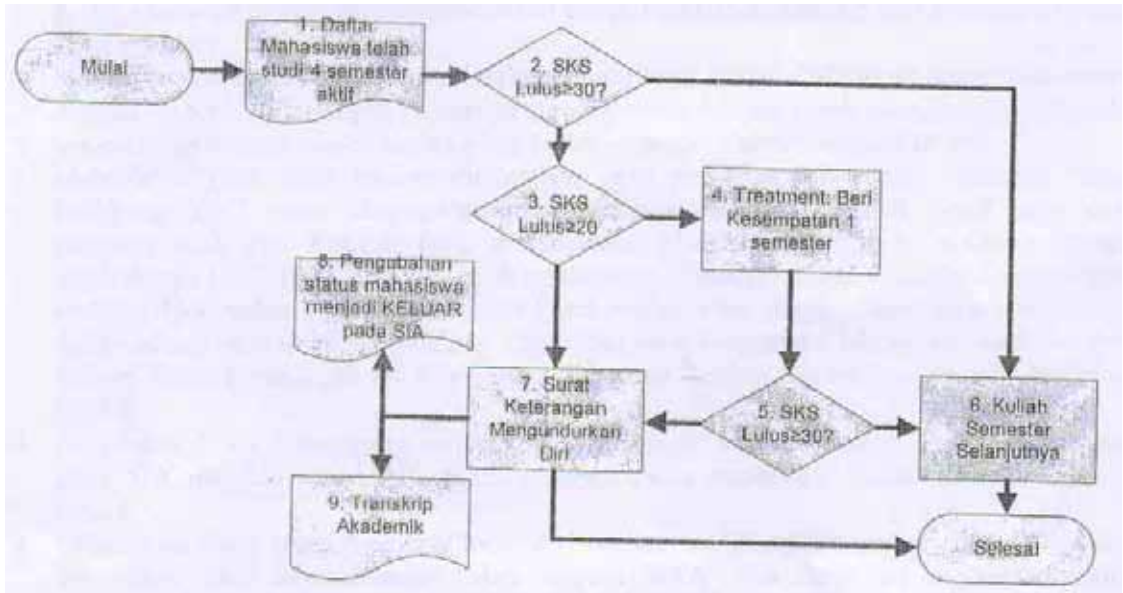 Mulai
1. Daftar
Mahasiswa telah
studi 4 semester
aktif
2. SKS
Lulus≥30?
3. SKS
Lulus≥20
4. Treatment: Beri
Kesempatan 1
semester
8. Pengubahan
status mahasiswa
menjadi KELUAR
pada SIA
7. Surat
Keterangan
Mengundurkan
Diri
5. SKS
Lulus≥30?
6. Kuliah
Semester
Selanjutnya
9. Transkrip
Akademik
Selesai